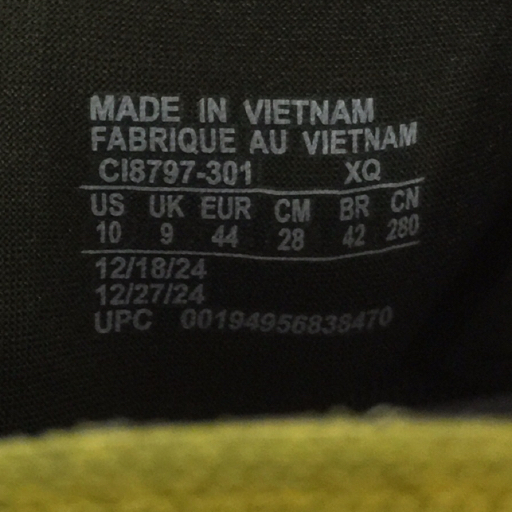 MADE IN VIETNAM
FABRIQUE AU VIETNAM
CI8797-301 XQ
US UK EUR CM BR CN
10 9 44 28 42 280
12/18/24
12/27/24
UPC 00194956838470